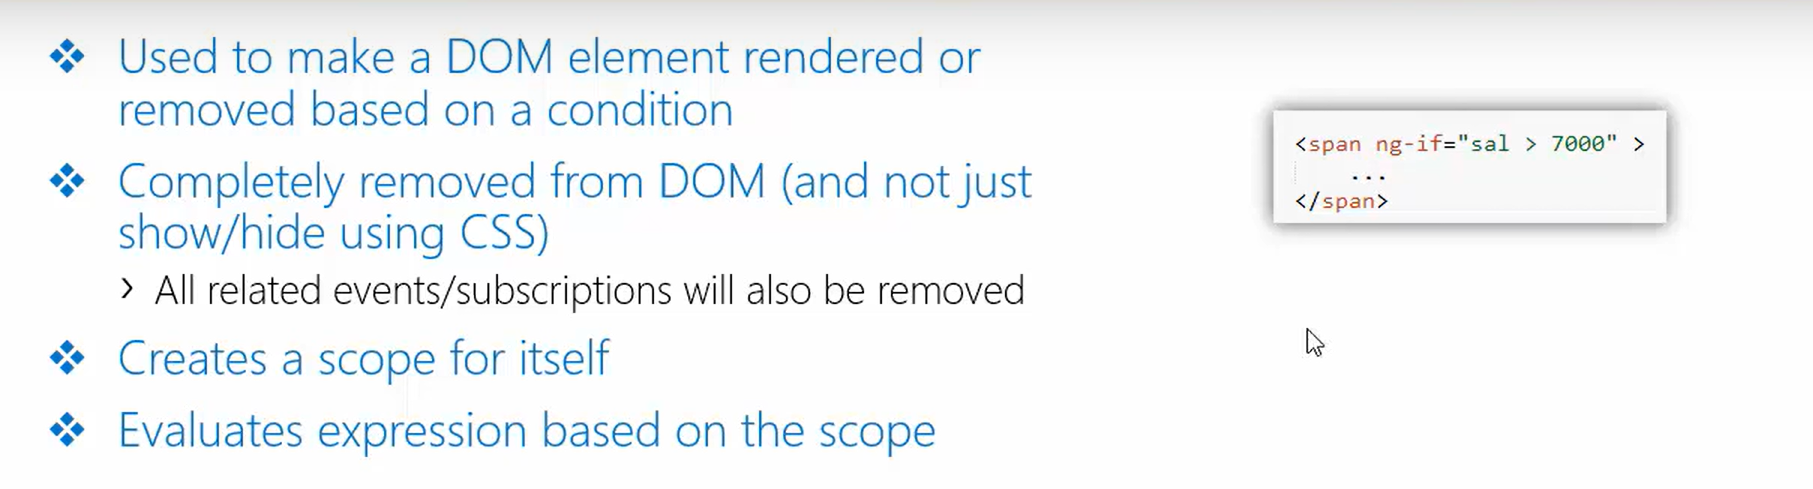 Used to make a DOM element rendered or
removed based on a condition
Completely removed from DOM (and not just
show/hide using CSS)
› All related events/subscriptions will also be removed
Creates a scope for itself
Evaluates expression based on the scope
<span ng-if="sal > 7000" >
...
</span>